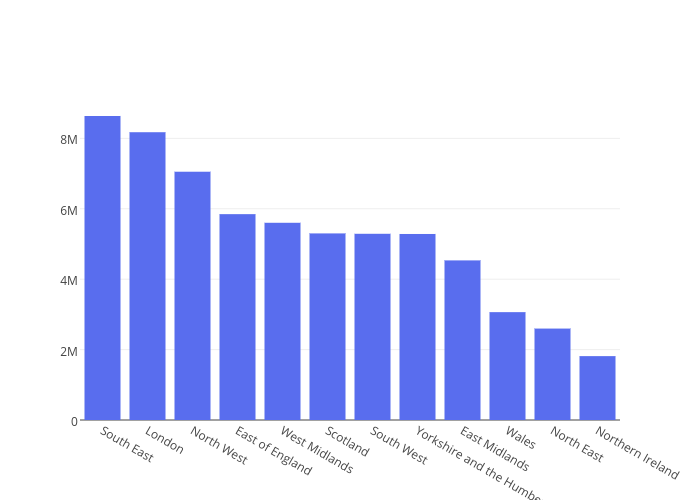 8M
6M
4M
2M
0
South East
London
North West
East of England
West Midlands
Scotland
South West
Yorkshire and the Humbe
East Midlands
Wales
North East
Northern Ireland